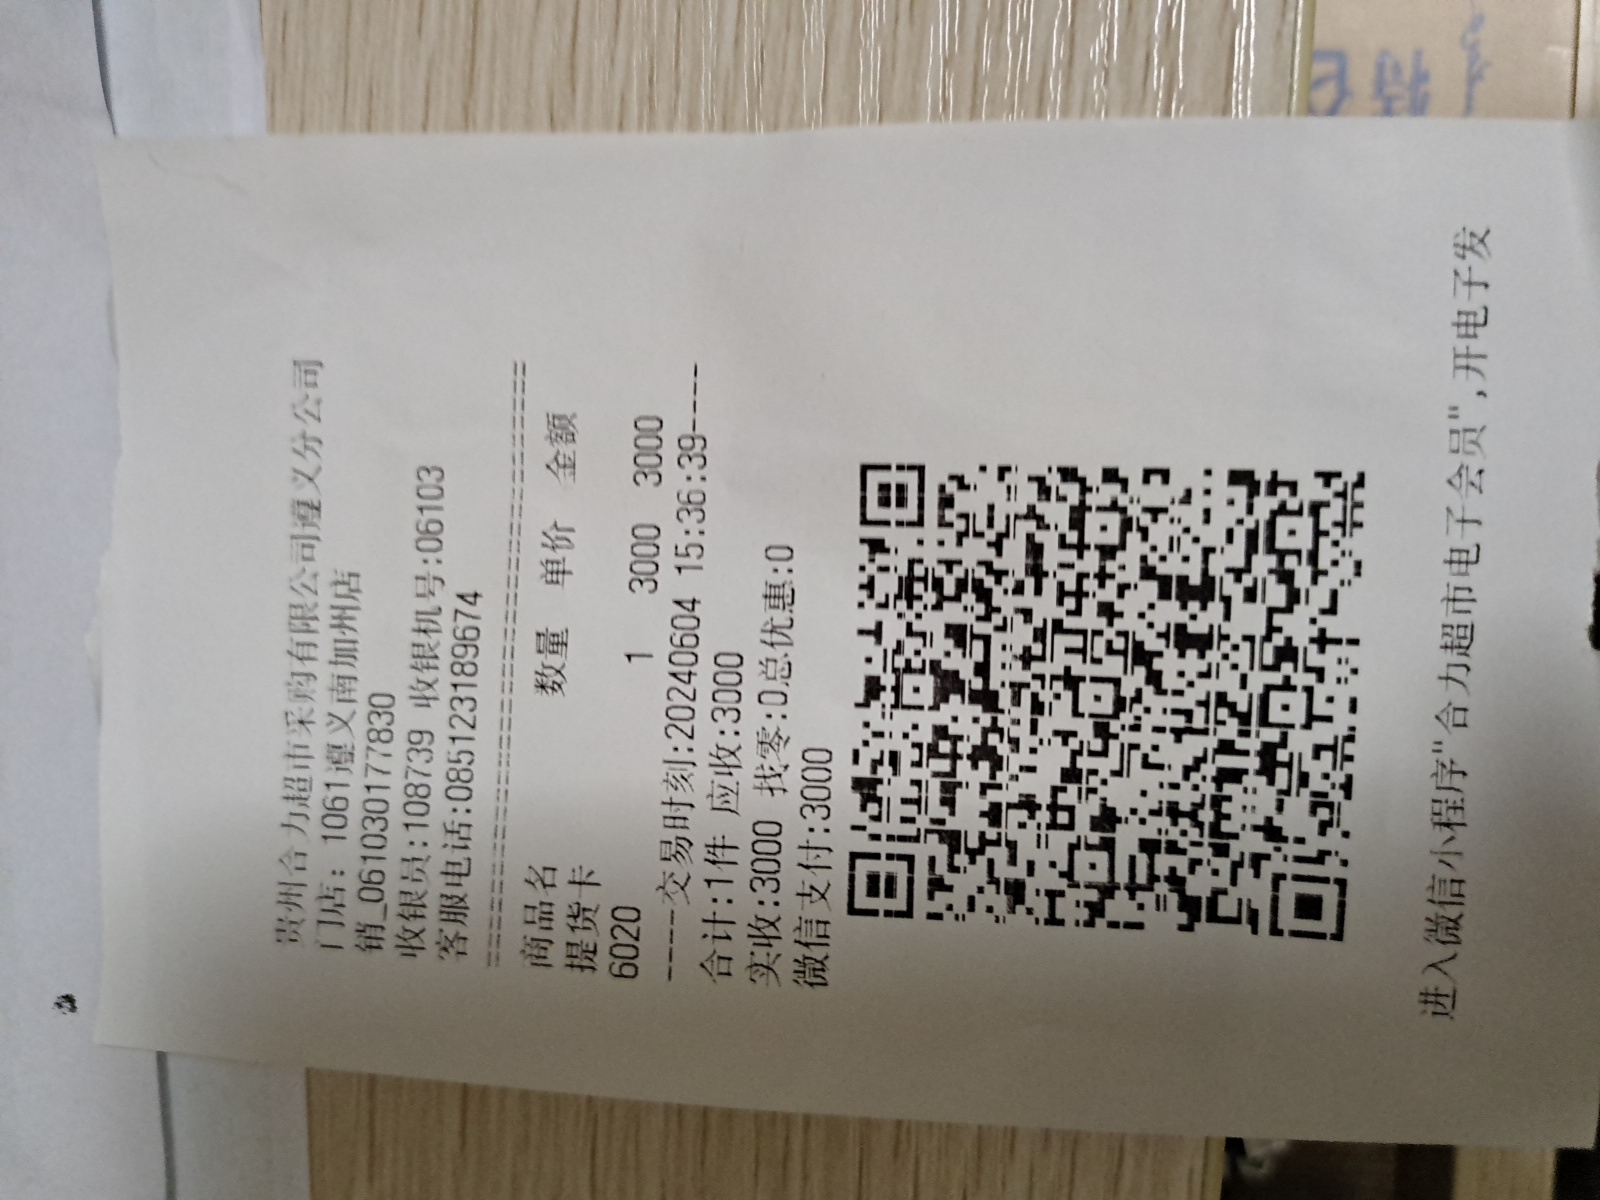 贵州合力超市采购有限公司遵义分公司
门店: 1061遵义南加州店
销_0610303177830
收银员:108739 收银机号:06103
客服电话:085123189674
==========================================
商品名 数量 单价 金额
提货卡
6020 1 3000 3000
-----交易时刻:20240604 15:36:39-----
合计:1件 应收:3000
实收:3000 找零:0总优惠:0
微信支付:3000
进入微信小程序"合力超市电子会员",开电子发